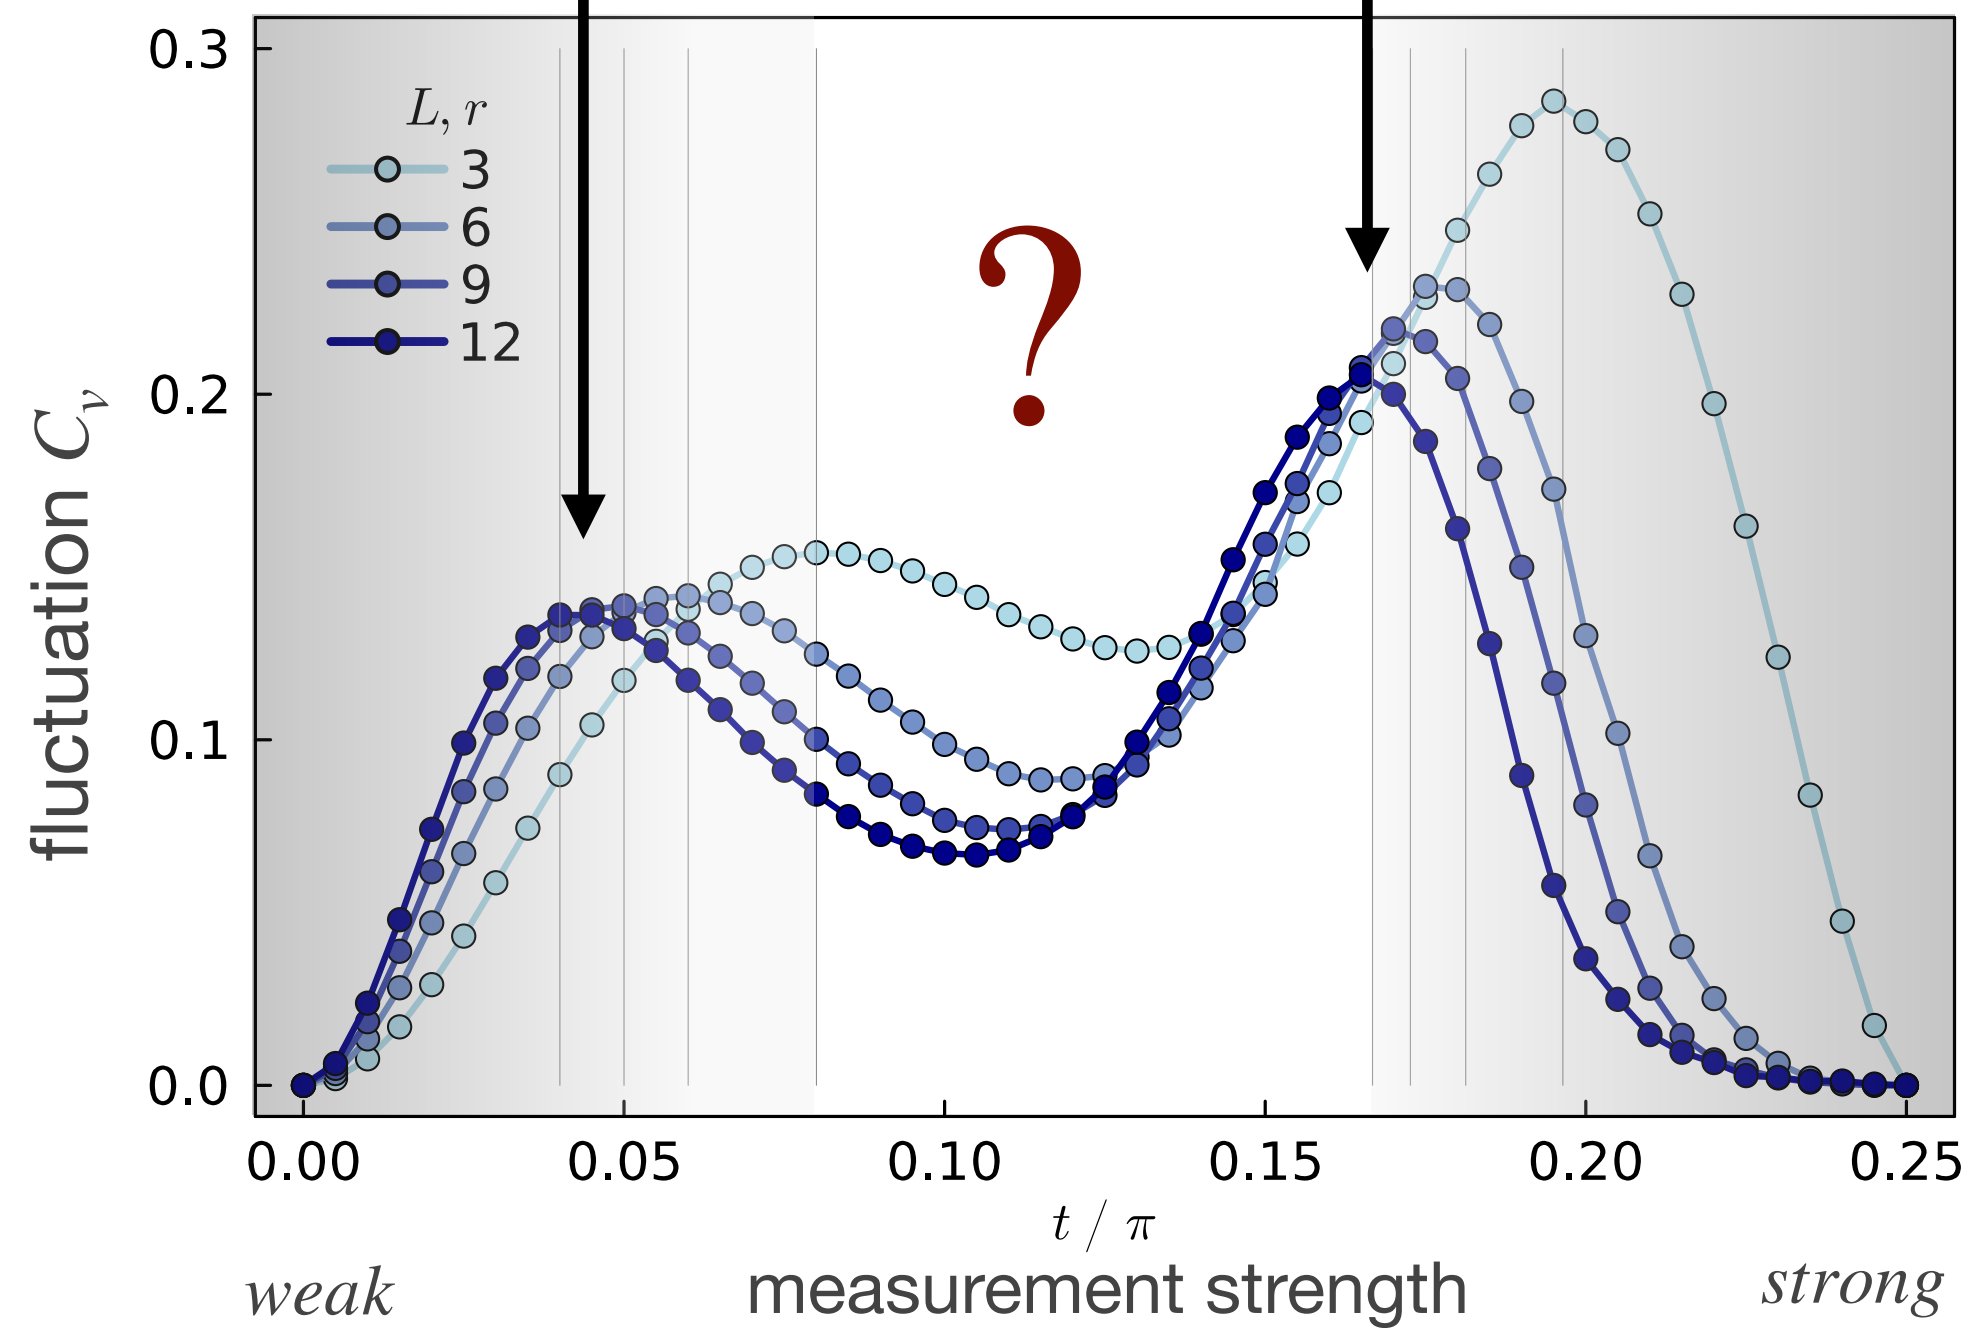 0.3
0.2
0.1
0.0
fluctuation Cᵥ
L, r
3
6
9
12
?
0.00 0.05 0.10 0.15 0.20 0.25
t / π
weak measurement strength strong